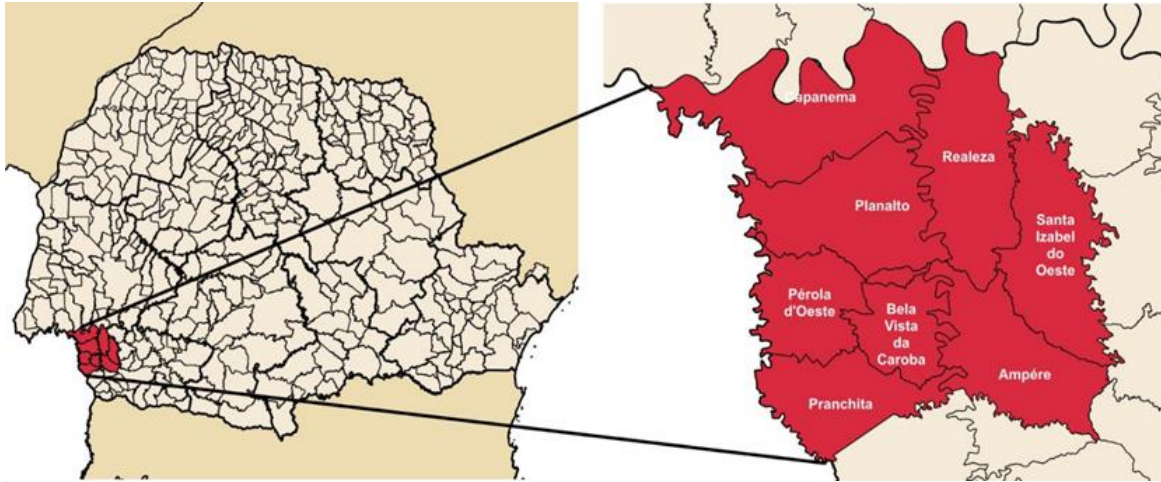 Capanema
Realeza
Planalto
Santa
Izabel
do
Oeste
Pérola
d'Oeste
Bela
Vista
da
Caroba
Ampére
Pranchita